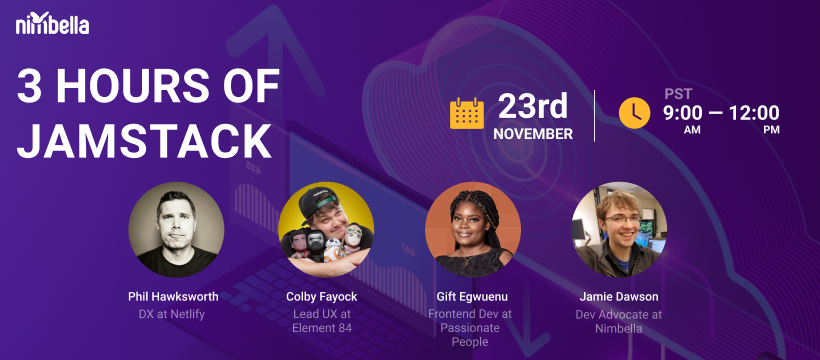 nimbella
3 HOURS OF
JAMSTACK
23rd
NOVEMBER
PST
9:00 — 12:00
AM PM
Phil Hawksworth
DX at Netlify
Colby Fayock
Lead UX at
Element 84
Gift Egwuenu
Frontend Dev at
Passionate
People
Jamie Dawson
Dev Advocate at
Nimbella